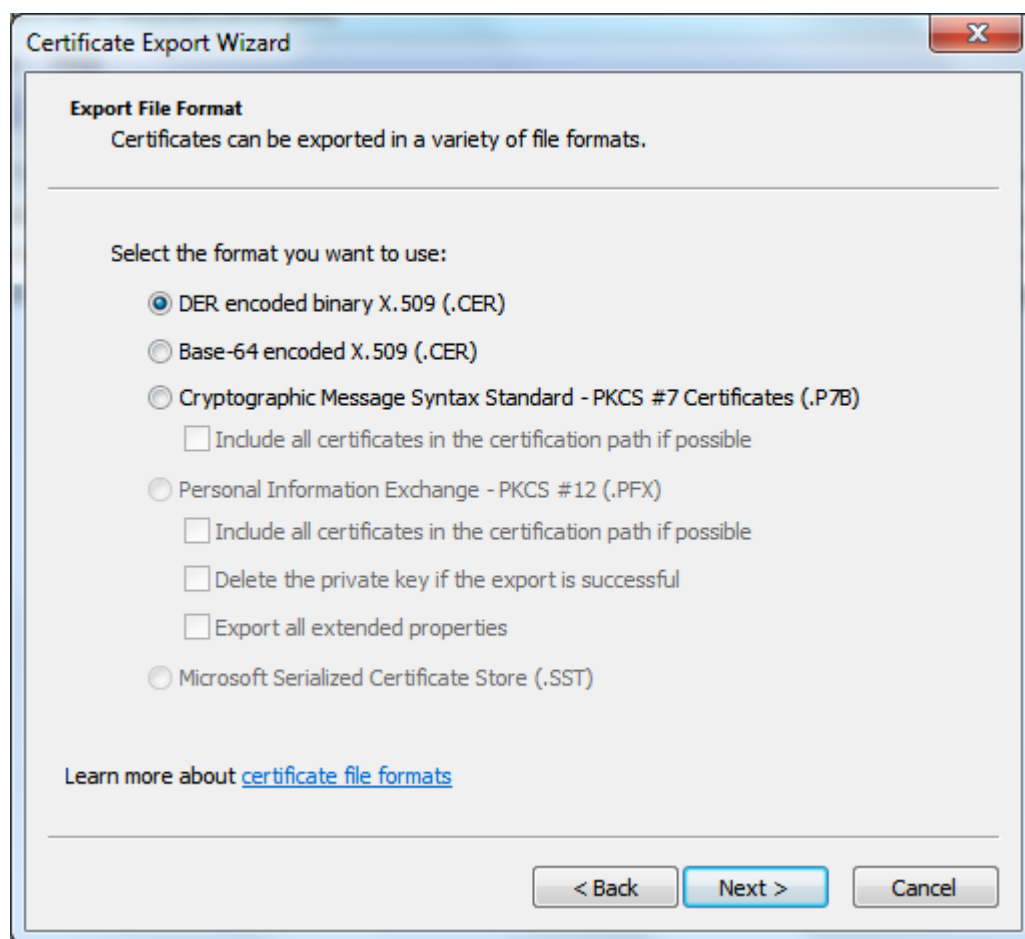 Certificate Export Wizard
Export File Format
Certificates can be exported in a variety of file formats.
Select the format you want to use:
DER encoded binary X.509 (.CER)
Base-64 encoded X.509 (.CER)
Cryptographic Message Syntax Standard - PKCS #7 Certificates (.P7B)
Include all certificates in the certification path if possible
Personal Information Exchange - PKCS #12 (.PFX)
Include all certificates in the certification path if possible
Delete the private key if the export is successful
Export all extended properties
Microsoft Serialized Certificate Store (.SST)
Learn more about certificate file formats
< Back Next > Cancel